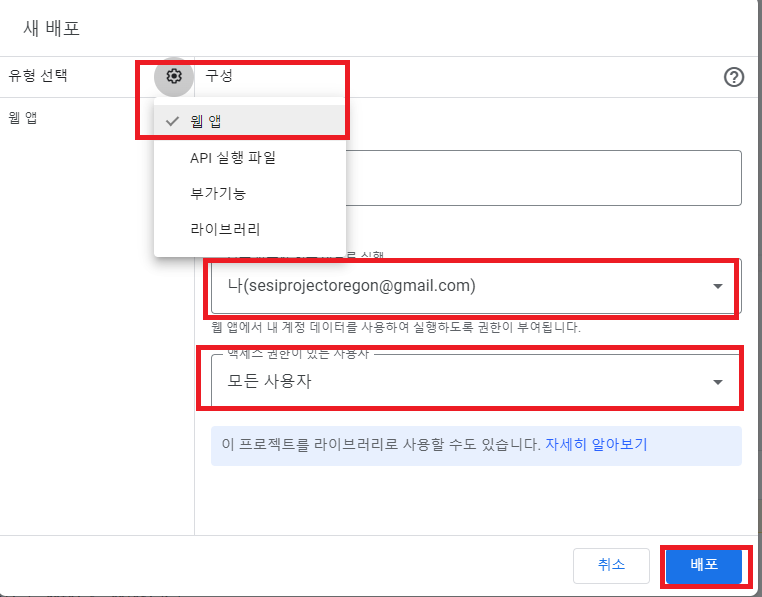 새 배포
유형 선택
구성
웹 앱
웹 앱
API 실행 파일
부가기능
라이브러리
실행
나(sesiprojectoregon@gmail.com)
웹 앱에서 내 계정 데이터를 사용하여 실행하도록 권한이 부여됩니다.
액세스 권한이 있는 사용자
모든 사용자
이 프로젝트를 라이브러리로 사용할 수도 있습니다. 자세히 알아보기
취소
배포